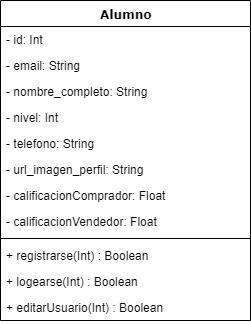 Alumno
- id: Int
- email: String
- nombre_completo: String
- nivel: Int
- telefono: String
- url_imagen_perfil: String
- calificacionComprador: Float
- calificacionVendedor: Float
+ registrarse(Int) : Boolean
+ logearse(Int) : Boolean
+ editarUsuario(Int) : Boolean